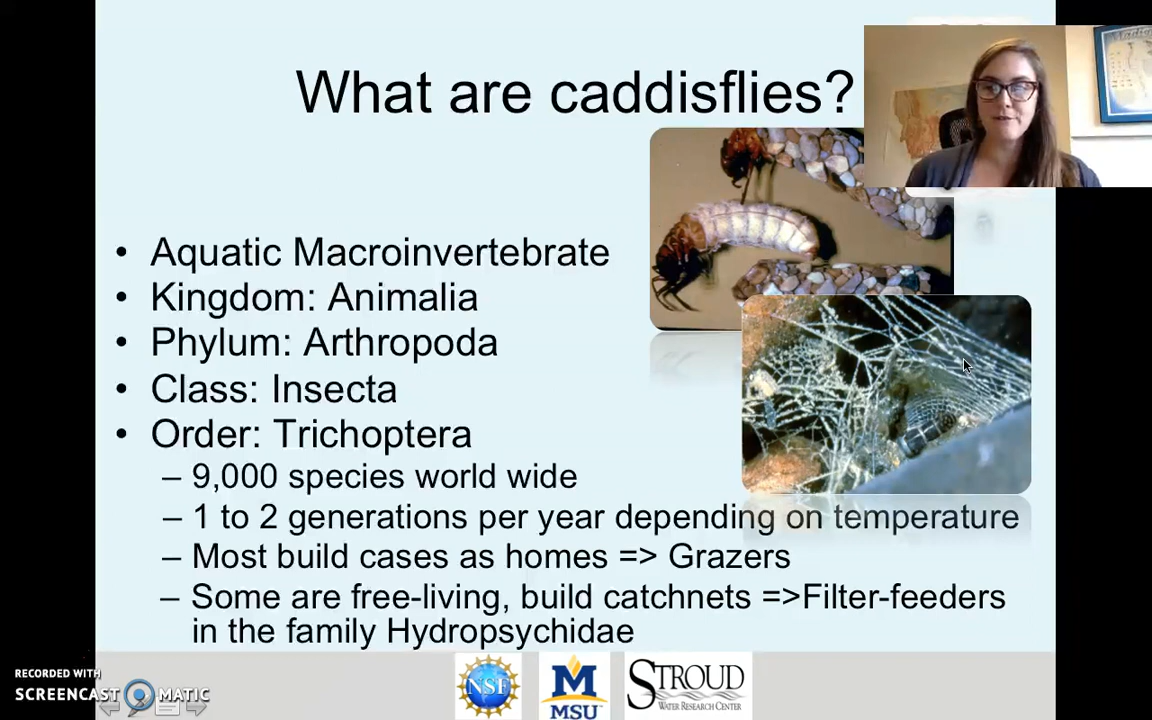 What are caddisflies?
• Aquatic Macroinvertebrate
• Kingdom: Animalia
• Phylum: Arthropoda
• Class: Insecta
• Order: Trichoptera
– 9,000 species world wide
– 1 to 2 generations per year depending on temperature
– Most build cases as homes => Grazers
– Some are free-living, build catchnets =>Filter-feeders
in the family Hydropsychidae
RECORDED WITH
SCREENCAST MATIC
NSF
M
MSU
STROUD
WATER RESEARCH CENTER